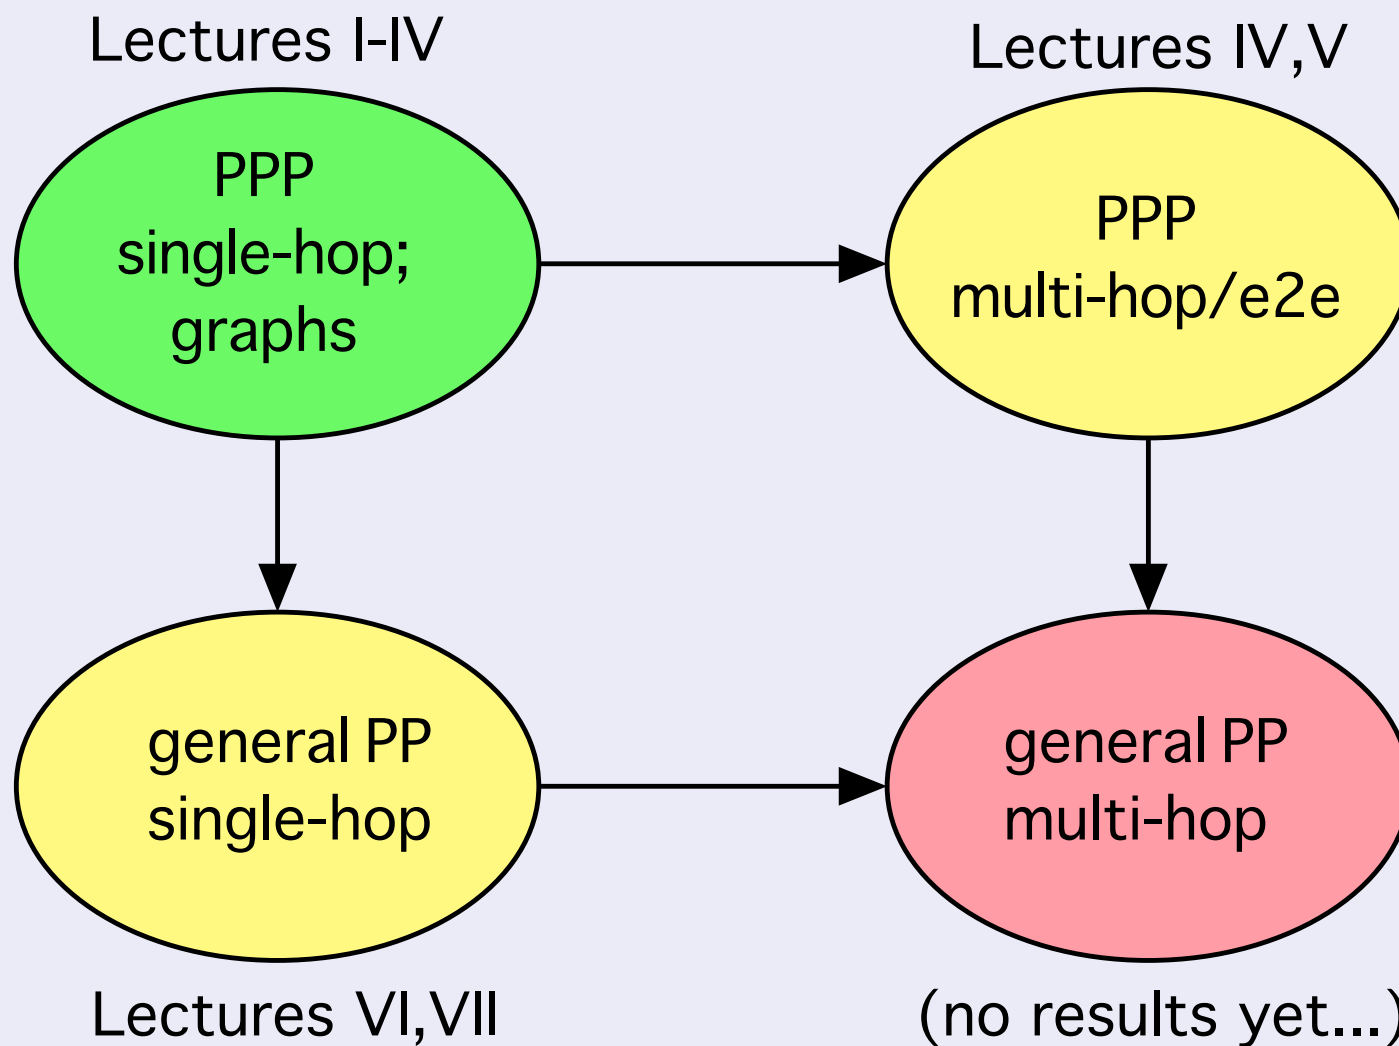 Lectures I-IV
Lectures IV,V
PPP
single-hop;
graphs
PPP
multi-hop/e2e
general PP
single-hop
general PP
multi-hop
Lectures VI,VII
(no results yet...)